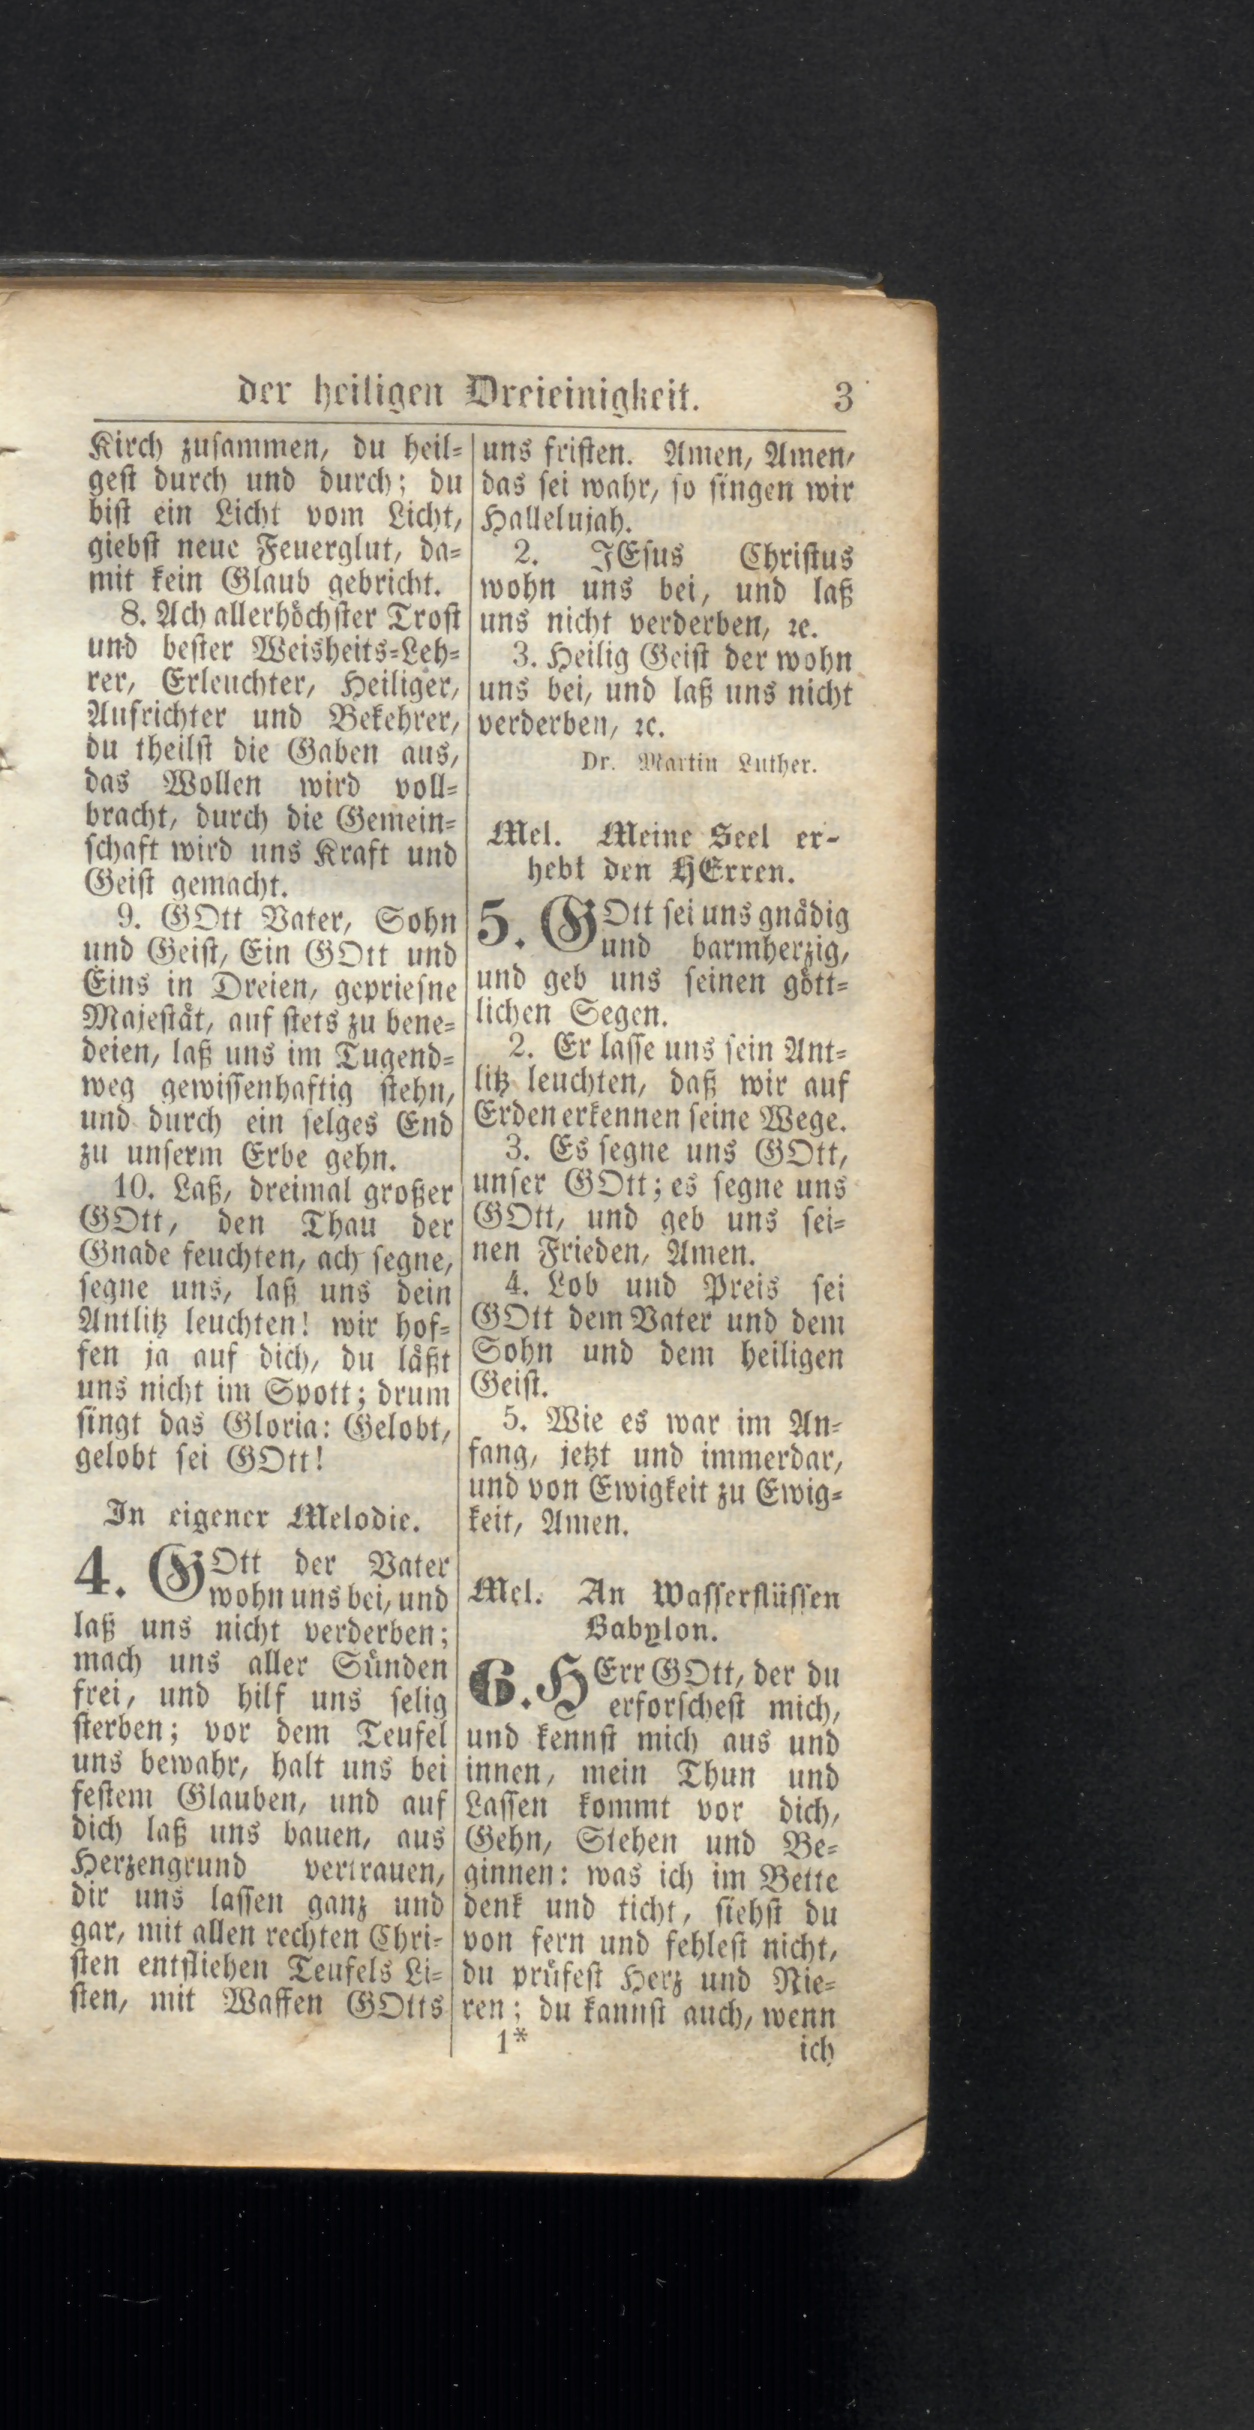 der heiligen Dreieinigkeit. 3
Kirch zusammen, du heil=
gest durch und durch; du
bist ein Licht vom Licht,
giebst neue Feuerglut, da=
mit kein Glaub gebricht.
8. Ach allerhöchster Trost
und bester Weisheits=Leh=
rer, Erleuchter, Heiliger,
Aufrichter und Bekehrer,
du theilst die Gaben aus,
das Wollen wird voll=
bracht, durch die Gemein=
schaft wird uns Kraft und
Geist gemacht.
9. GOtt Vater, Sohn
und Geist, Ein GOtt und
Eins in Dreien, gepriesne
Majestät, auf stets zu bene=
deien, laß uns im Tugend=
weg gewissenhaftig stehn,
und durch ein selges End
zu unserm Erbe gehn.
10. Laß, dreimal großer
GOtt, den Thau der
Gnade feuchten, ach segne,
segne uns, laß uns dein
Antlitz leuchten! wir hof=
fen ja auf dich, du läßt
uns nicht im Spott; drum
singt das Gloria: Gelobt,
gelobt sei GOtt!
In eigener Melodie.
4. GOtt der Vater
wohn uns bei, und
laß uns nicht verderben;
mach uns aller Sünden
frei, und hilf uns selig
sterben; vor dem Teufel
uns bewahr, halt uns bei
festem Glauben, und auf
dich laß uns bauen, aus
Herzengrund vertrauen,
dir uns lassen ganz und
gar, mit allen rechten Chri=
sten entfliehen Teufels Li=
sten, mit Waffen GOtts
uns fristen. Amen, Amen,
das sei wahr, so singen wir
Hallelujah.
2. JEsus Christus
wohn uns bei, und laß
uns nicht verderben, ꝛc.
3. Heilig Geist der wohn
uns bei, und laß uns nicht
verderben, ꝛc.
Dr. Martin Luther.
Mel. Meine Seel er-
hebt den HErren.
5. GOtt sei uns gnädig
und barmherzig,
und geb uns seinen gött=
lichen Segen.
2. Er lasse uns sein Ant=
litz leuchten, daß wir auf
Erden erkennen seine Wege.
3. Es segne uns GOtt,
unser GOtt; es segne uns
GOtt, und geb uns sei=
nen Frieden, Amen.
4. Lob und Preis sei
GOtt dem Vater und dem
Sohn und dem heiligen
Geist.
5. Wie es war im An=
fang, jetzt und immerdar,
und von Ewigkeit zu Ewig=
keit, Amen.
Mel. An Wasserflüssen
Babylon.
6. HErr GOtt, der du
erforschest mich,
und kennst mich aus und
innen, mein Thun und
Lassen kommt vor dich,
Gehn, Stehen und Be=
ginnen: was ich im Bette
denk und ticht, siehst du
von fern und fehlest nicht,
du prüfest Herz und Nie=
ren; du kannst auch, wenn
1* ich